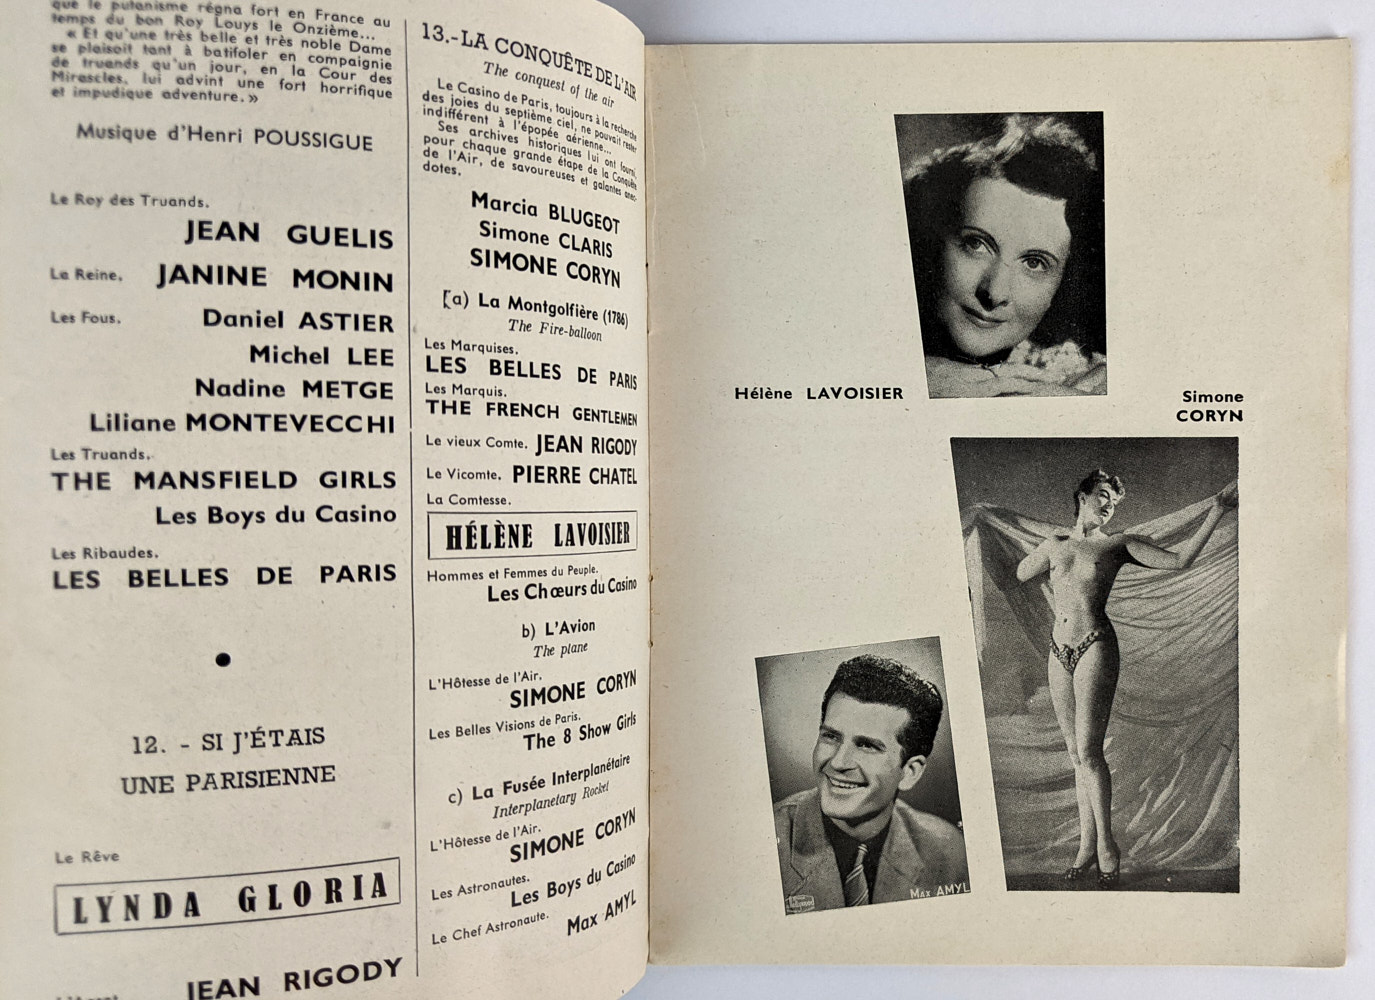 que le putanisme régna fort en France au
temps du bon Roy Louys le Onzième...
« Et qu'une très belle et très noble Dame
se plaisoit tant à batifoler en compaignie
de truands qu'un jour, en la Cour des
Mirascles, lui advint une fort horrifique
et impudique adventure. »
Musique d'Henri POUSSIGUE
Le Roy des Truands.
JEAN GUELIS
La Reine. JANINE MONIN
Les Fous. Daniel ASTIER
Michel LEE
Nadine METGE
Liliane MONTEVECCHI
Les Truands.
THE MANSFIELD GIRLS
Les Boys du Casino
Les Ribaudes.
LES BELLES DE PARIS
12. - SI J'ÉTAIS
UNE PARISIENNE
Le Rêve
LYNDA GLORIA
JEAN RIGODY
13.-LA CONQUÊTE DE L'AIR
The conquest of the air
Le Casino de Paris, toujours à la recherche
des joies du septième ciel, ne pouvait rester
indifférent à l'épopée aérienne...
Ses archives historiques lui ont fourni,
pour chaque grande étape de la Conquête
de l'Air, de savoureuses et galantes anec-
dotes.
Marcia BLUGEOT
Simone CLARIS
SIMONE CORYN
(a) La Montgolfière (1786)
The Fire-balloon
Les Marquises.
LES BELLES DE PARIS
Les Marquis.
THE FRENCH GENTLEMEN
Le vieux Comte. JEAN RIGODY
Le Vicomte. PIERRE CHATEL
La Comtesse.
HÉLÈNE LAVOISIER
Hommes et Femmes du Peuple.
Les Chœurs du Casino
b) L'Avion
The plane
L'Hôtesse de l'Air.
SIMONE CORYN
Les Belles Visions de Paris.
The 8 Show Girls
c) La Fusée Interplanétaire
Interplanetary Rocket
L'Hôtesse de l'Air.
SIMONE CORYN
Les Astronautes.
Les Boys du Casino
Le Chef Astronaute.
Max AMYL
Hélène LAVOISIER
Simone
CORYN
MAX AMYL